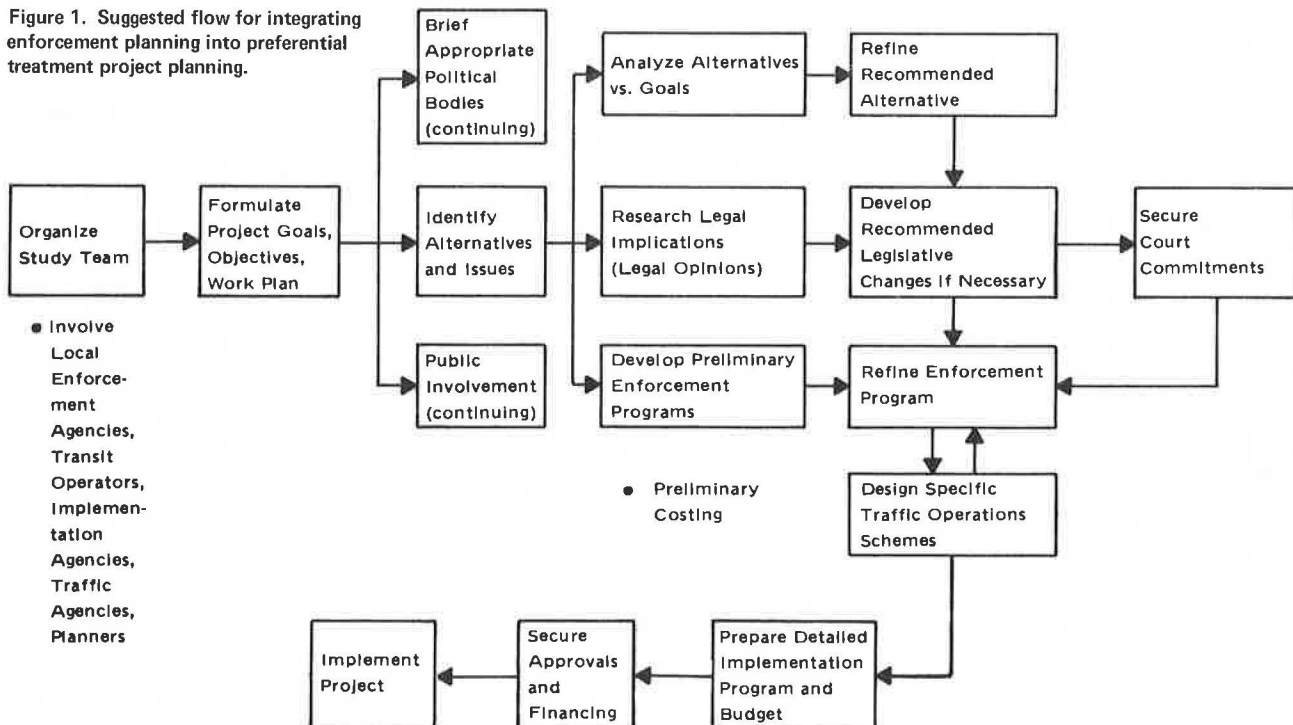 Figure 1. Suggested flow for integrating
enforcement planning into preferential
treatment project planning.
Brief
Appropriate
Political
Bodies
(continuing)
Analyze Alternatives
vs. Goals
Refine
Recommended
Alternative
Organize
Study Team
Formulate
Project Goals,
Objectives,
Work Plan
Identify
Alternatives
and Issues
Research Legal
Implications
(Legal Opinions)
Develop
Recommended
Legislative
Changes if Necessary
Secure
Court
Commitments
• Involve
Local
Enforce-
ment
Agencies,
Transit
Operators,
Implemen-
tation
Agencies,
Traffic
Agencies,
Planners
Public
Involvement
(continuing)
Develop Preliminary
Enforcement
Programs
Refine Enforcement
Program
• Preliminary
Costing
Design Specific
Traffic Operations
Schemes
Implement
Project
Secure
Approvals
and
Financing
Prepare Detailed
Implementation
Program and
Budget